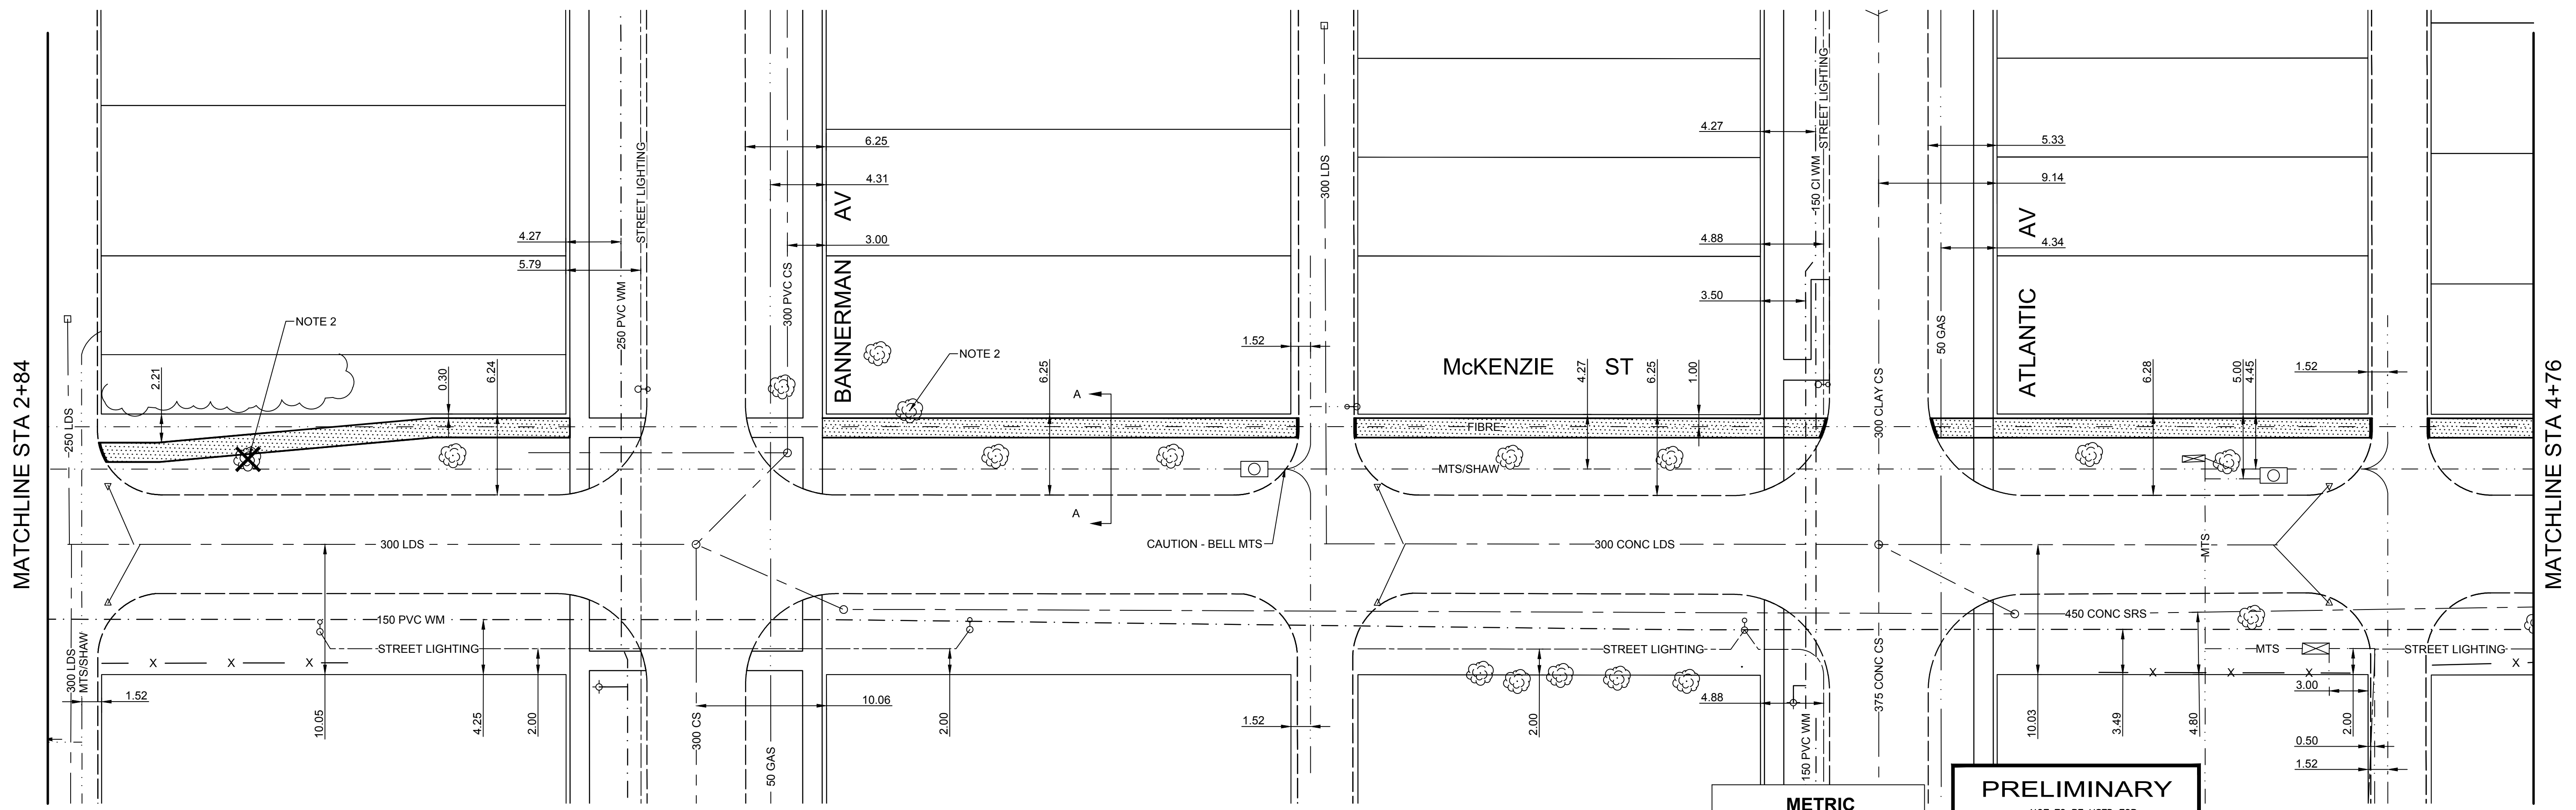 MATCHLINE STA 2+84
250 LDS
300 LDS
MTS/SHAW
NOTE 2
2.21
0.30
6.24
4.27
5.79
250 PVC WM
STREET LIGHTING
300 LDS
10.05
150 PVC WM
STREET LIGHTING
X
X
X
1.52
4.25
2.00
300 CS
50 GAS
10.06
6.25
4.31
3.00
300 PVC CS
BANNERMAN AV
NOTE 2
6.25
A
A
1.52
300 LDS
CAUTION - BELL MTS
2.00
1.52
McKENZIE ST
4.27
6.25
1.00
FIBRE
MTS/SHAW
300 CONC LDS
STREET LIGHTING
2.00
4.27
4.88
3.50
150 CI WM
STREET LIGHTING
300 CLAY CS
50 GAS
4.88
150 PVC WM
375 CONC CS
5.33
9.14
4.34
ATLANTIC AV
6.28
5.00
4.45
1.52
MTS
450 CONC SRS
MTS
STREET LIGHTING
X
X
X
X
10.03
3.49
4.80
3.00
2.00
0.50
1.52
METRIC
PRELIMINARY
MATCHLINE STA 4+76